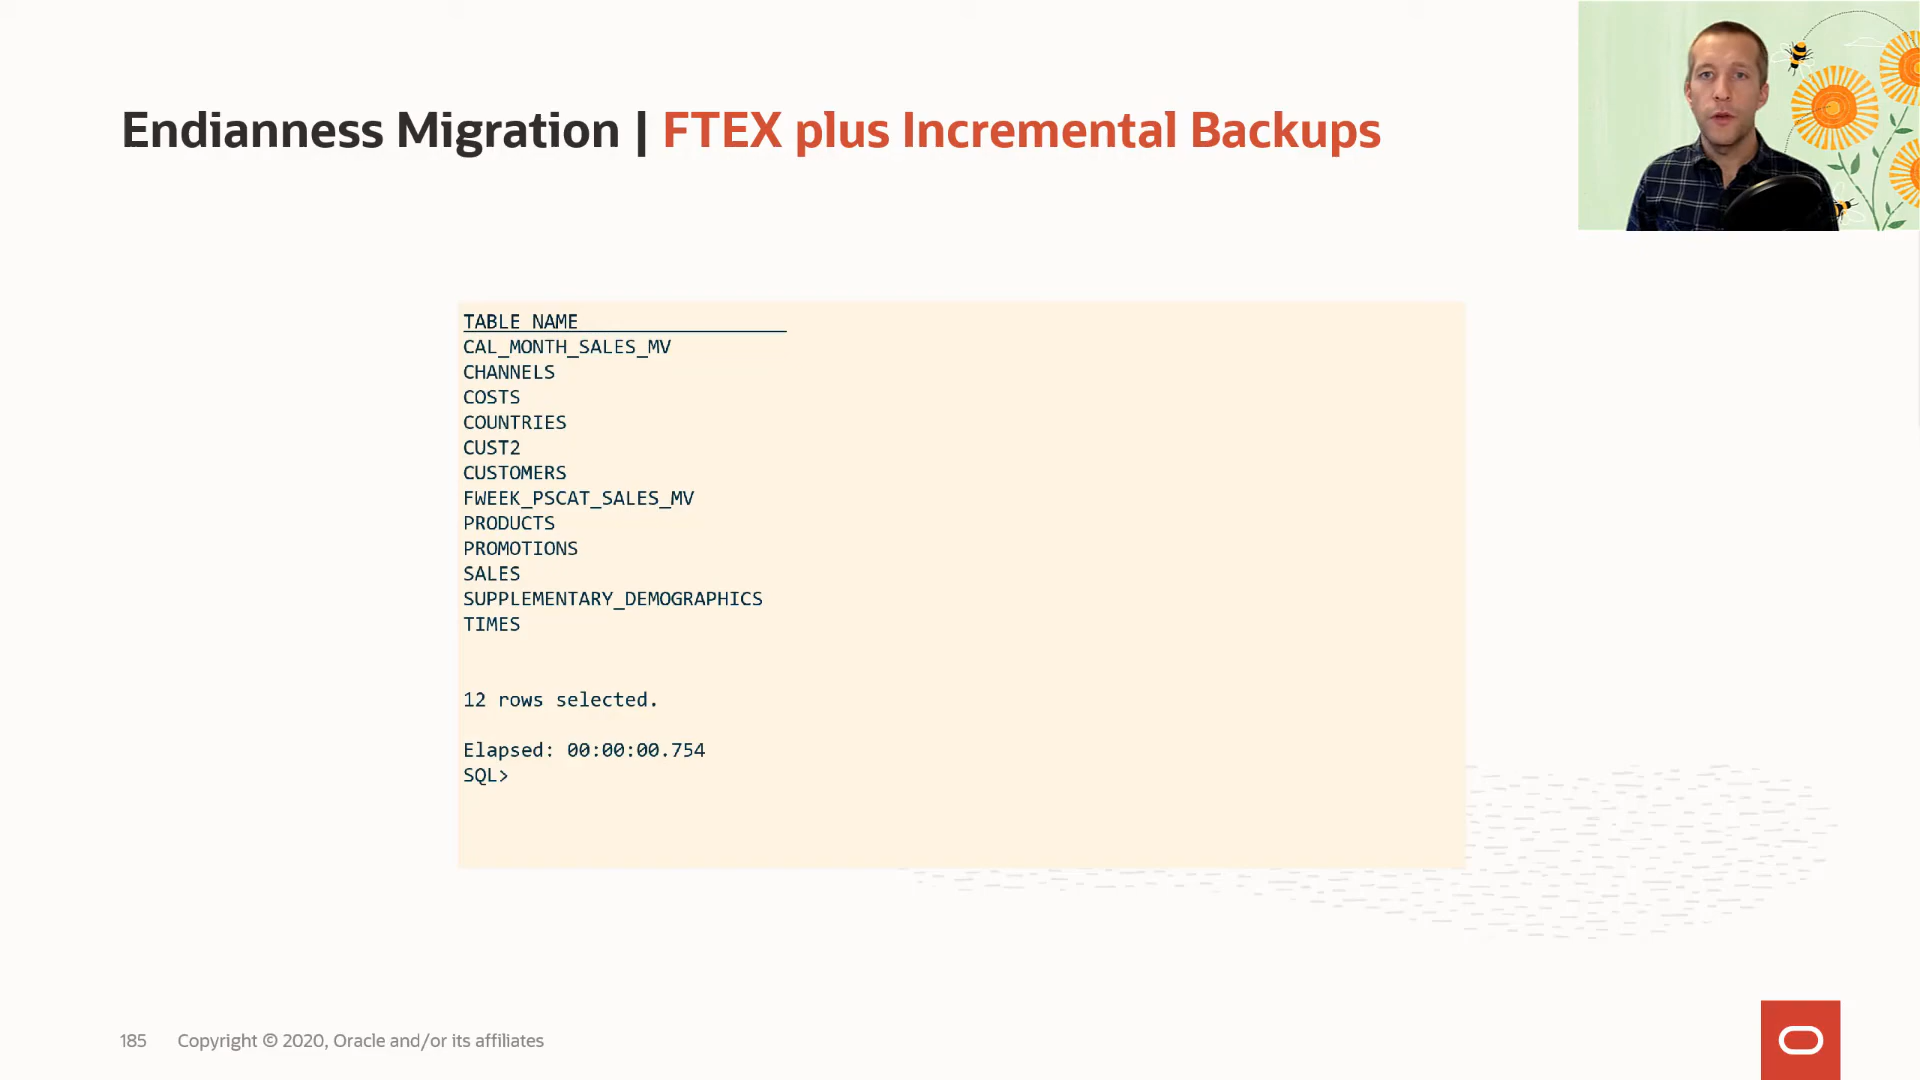 Endianness Migration | FTEX plus Incremental Backups
TABLE_NAME
CAL_MONTH_SALES_MV
CHANNELS
COSTS
COUNTRIES
CUST2
CUSTOMERS
FWEEK_PSCAT_SALES_MV
PRODUCTS
PROMOTIONS
SALES
SUPPLEMENTARY_DEMOGRAPHICS
TIMES
12 rows selected.
Elapsed: 00:00:00.754
SQL>
185 Copyright © 2020, Oracle and/or its affiliates